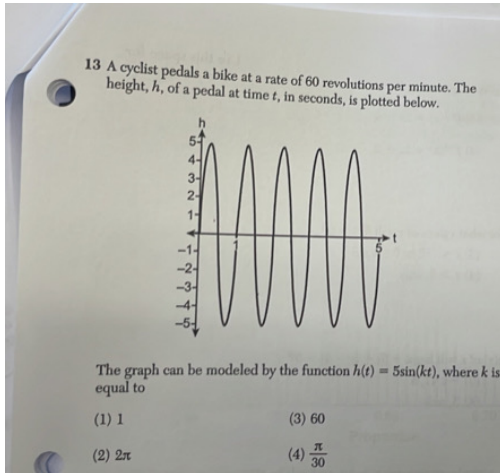 13 A cyclist pedals a bike at a rate of 60 revolutions per minute. The
height, h, of a pedal at time t, in seconds, is plotted below.
h
5
4
3
2
1
t
1
5
-1
-2
-3
-4
-5
The graph can be modeled by the function h(t) = 5sin(kt), where k is
equal to
(1) 1
(3) 60
(2) 2π
(4) π/30